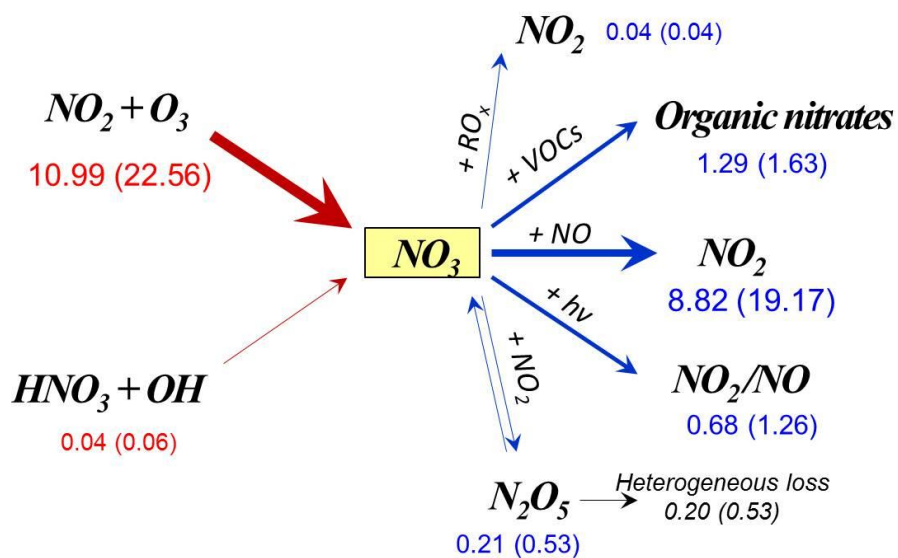 NO₂ 0.04 (0.04)
NO₂ + O₃
10.99 (22.56)
+ ROₓ
+ VOCs
Organic nitrates
1.29 (1.63)
NO₃
+ NO
NO₂
8.82 (19.17)
+ hν
+ NO₂
HNO₃ + OH
0.04 (0.06)
NO₂/NO
0.68 (1.26)
N₂O₅
0.21 (0.53)
Heterogeneous loss
0.20 (0.53)